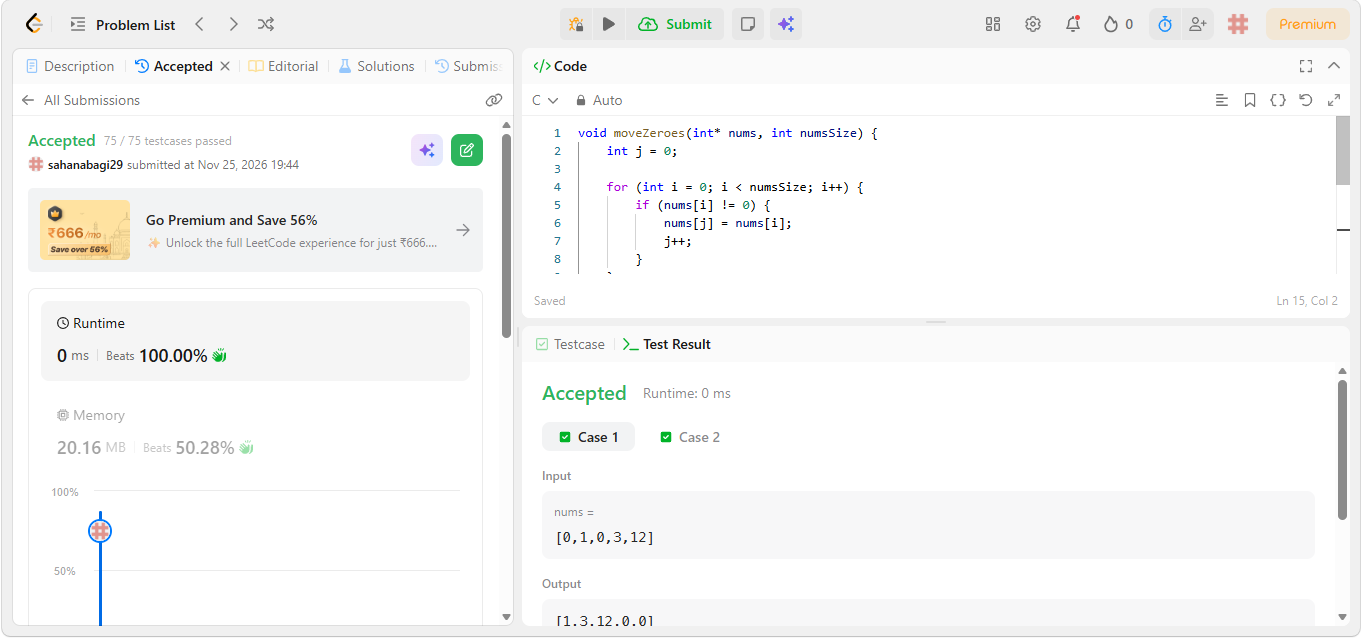 Problem List
Submit
0
Premium
Description
Accepted
Editorial
Solutions
Submis
All Submissions
Accepted 75 / 75 testcases passed
sahanabagi29 submitted at Nov 25, 2026 19:44
₹666/mo
Save over 56%
Go Premium and Save 56%
✨ Unlock the full LeetCode experience for just ₹666....
Runtime
0 ms Beats 100.00%
Memory
20.16 MB Beats 50.28%
100%
50%
</> Code
C Auto
1 void moveZeroes(int* nums, int numsSize) {
2     int j = 0;
3
4     for (int i = 0; i < numsSize; i++) {
5         if (nums[i] != 0) {
6             nums[j] = nums[i];
7             j++;
8         }
Saved Ln 15, Col 2
Testcase
>_ Test Result
Accepted Runtime: 0 ms
Case 1 Case 2
Input
nums =
[0,1,0,3,12]
Output
[1,3,12,0,0]